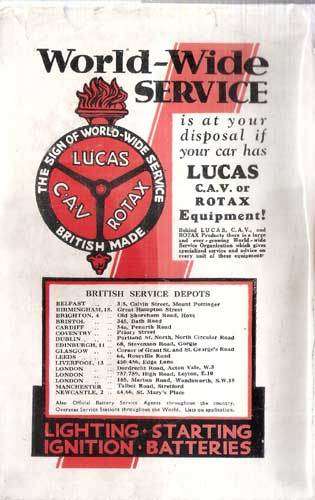 World-Wide
SERVICE
is at your
disposal if
your car has
LUCAS
C.A.V. or
ROTAX
Equipment!
Behind LUCAS, C.A.V., and
ROTAX Products there is a large
and ever-growing World-wide
Service Organization which gives
specialized service and advice on
every unit of these equipments!
THE SIGN OF WORLD-WIDE SERVICE
LUCAS
C.A.V
ROTAX
BRITISH MADE
BRITISH SERVICE DEPOTS
BELFAST .. 3/5, Calvin Street, Mount Pottinger
BIRMINGHAM, 18. Great Hampton Street
BRIGHTON, 4 .. Old Shoreham Road, Hove
BRISTOL .. 345, Bath Road
CARDIFF .. 54a, Penarth Road
COVENTRY .. Priory Street
DUBLIN .. Portland St. North, North Circular Road
EDINBURGH, 11 .. 60, Stevenson Road, Gorgie
GLASGOW .. Corner of Grant St. and St. George's Road
LEEDS .. 64, Roseville Road
LIVERPOOL, 13 .. 450-456, Edge Lane
LONDON .. Dordrecht Road, Acton Vale, W.3
LONDON .. 757/759, High Road, Leyton, E.10
LONDON .. 155, Merton Road, Wandsworth, S.W.18
MANCHESTER .. Talbot Road, Stretford
NEWCASTLE, 2 .. 64/66, St. Mary's Place
Also Official Battery Service Agents throughout the country.
Overseas Service Stations throughout the World. Lists on application.
LIGHTING · STARTING
IGNITION · BATTERIES